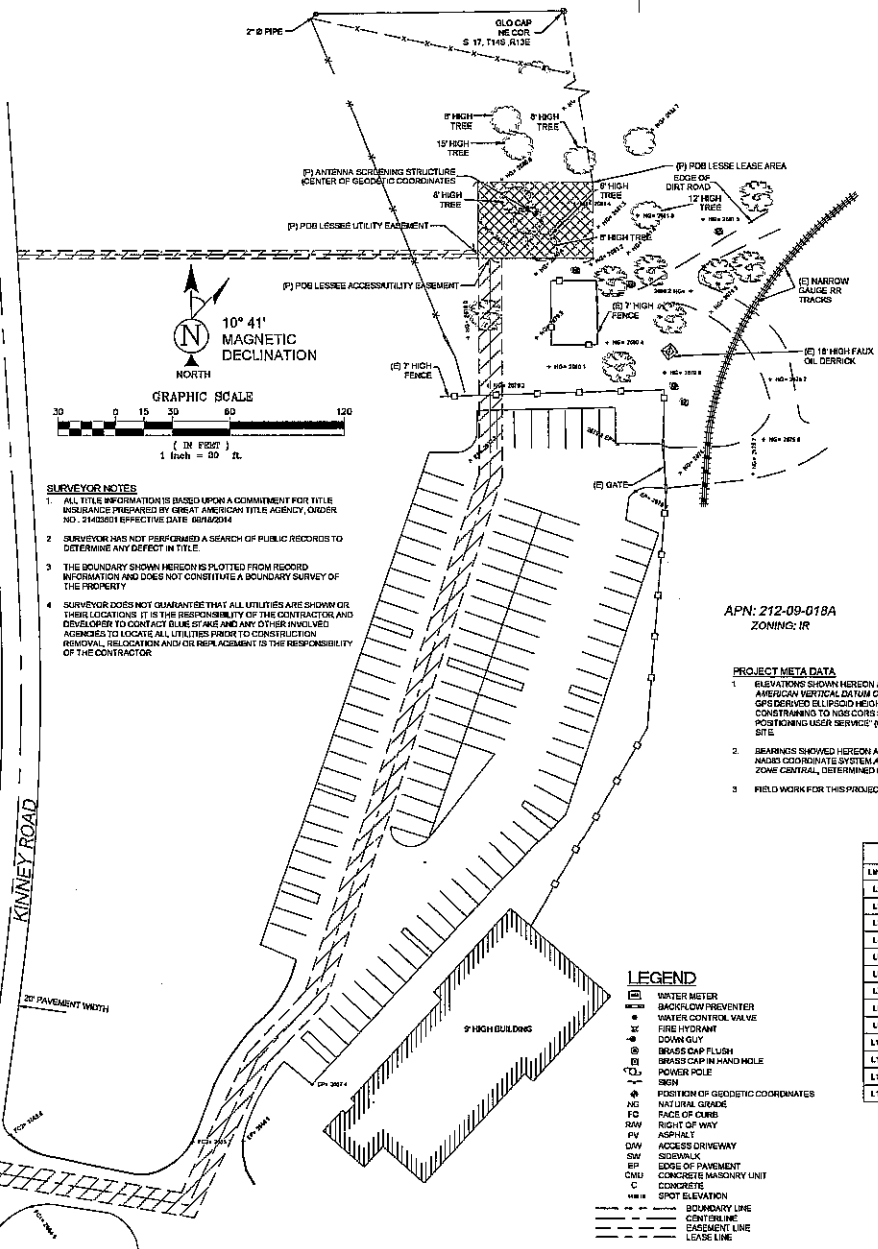 2" Ø PIPE
GLO CAP
NE COR
S 17, T14S, R13E
8' HIGH
TREE
8' HIGH
TREE
15' HIGH
TREE
(P) ANTENNA SCREENING STRUCTURE
(CENTER OF GEODETIC COORDINATES
(P) POB LESSE LEASE AREA
EDGE OF
DIRT ROAD
8' HIGH
TREE
9' HIGH
TREE
12' HIGH
TREE
(P) POB LESSEE UTILITY EASEMENT
8' HIGH TREE
(P) POB LESSEE ACCESS/UTILITY EASEMENT
(E) NARROW
GAUGE RR
TRACKS
(E) 7' HIGH
FENCE
N
NORTH
10° 41'
MAGNETIC
DECLINATION
(E) 7' HIGH
FENCE
(E) 18' HIGH FAUX
OIL DERRICK
GRAPHIC SCALE
30 0 15 30 60 120
( IN FEET )
1 inch = 30 ft.
(E) GATE
SURVEYOR NOTES
1. ALL TITLE INFORMATION IS BASED UPON A COMMITMENT FOR TITLE
INSURANCE PREPARED BY GREAT AMERICAN TITLE AGENCY, ORDER
NO. 21403501 EFFECTIVE DATE 08/18/2014
2 SURVEYOR HAS NOT PERFORMED A SEARCH OF PUBLIC RECORDS TO
DETERMINE ANY DEFECT IN TITLE.
3 THE BOUNDARY SHOWN HEREON IS PLOTTED FROM RECORD
INFORMATION AND DOES NOT CONSTITUTE A BOUNDARY SURVEY OF
THE PROPERTY
4 SURVEYOR DOES NOT GUARANTEE THAT ALL UTILITIES ARE SHOWN OR
THEIR LOCATIONS IT IS THE RESPONSIBILITY OF THE CONTRACTOR AND
DEVELOPER TO CONTACT BLUE STAKE AND ANY OTHER INVOLVED
AGENCIES TO LOCATE ALL UTILITIES PRIOR TO CONSTRUCTION
REMOVAL, RELOCATION AND/OR REPLACEMENT IS THE RESPONSIBILITY
OF THE CONTRACTOR
APN: 212-09-018A
ZONING: IR
PROJECT META DATA
1 ELEVATIONS SHOWN HEREON
AMERICAN VERTICAL DATUM
GPS DERIVED ELLIPSOID
CONSTRAINING TO NGS CORS
POSITIONING USER SERVICE"
SITE
2. BEARINGS SHOWED HEREON
NAD83 COORDINATE SYSTEM
ZONE CENTRAL, DETERMINED
3 FIELD WORK FOR THIS
KINNEY ROAD
20' PAVEMENT WIDTH
9' HIGH BUILDING
LEGEND
WATER METER
BACKFLOW PREVENTER
WATER CONTROL VALVE
FIRE HYDRANT
DOWN GUY
BRASS CAP FLUSH
BRASS CAP IN HAND HOLE
POWER POLE
SIGN
POSITION OF GEODETIC COORDINATES
NG NATURAL GRADE
FC FACE OF CURB
R/W RIGHT OF WAY
PV ASPHALT
D/W ACCESS DRIVEWAY
SW SIDEWALK
EP EDGE OF PAVEMENT
CMU CONCRETE MASONRY UNIT
C CONCRETE
SPOT ELEVATION
BOUNDARY LINE
CENTERLINE
EASEMENT LINE
LEASE LINE